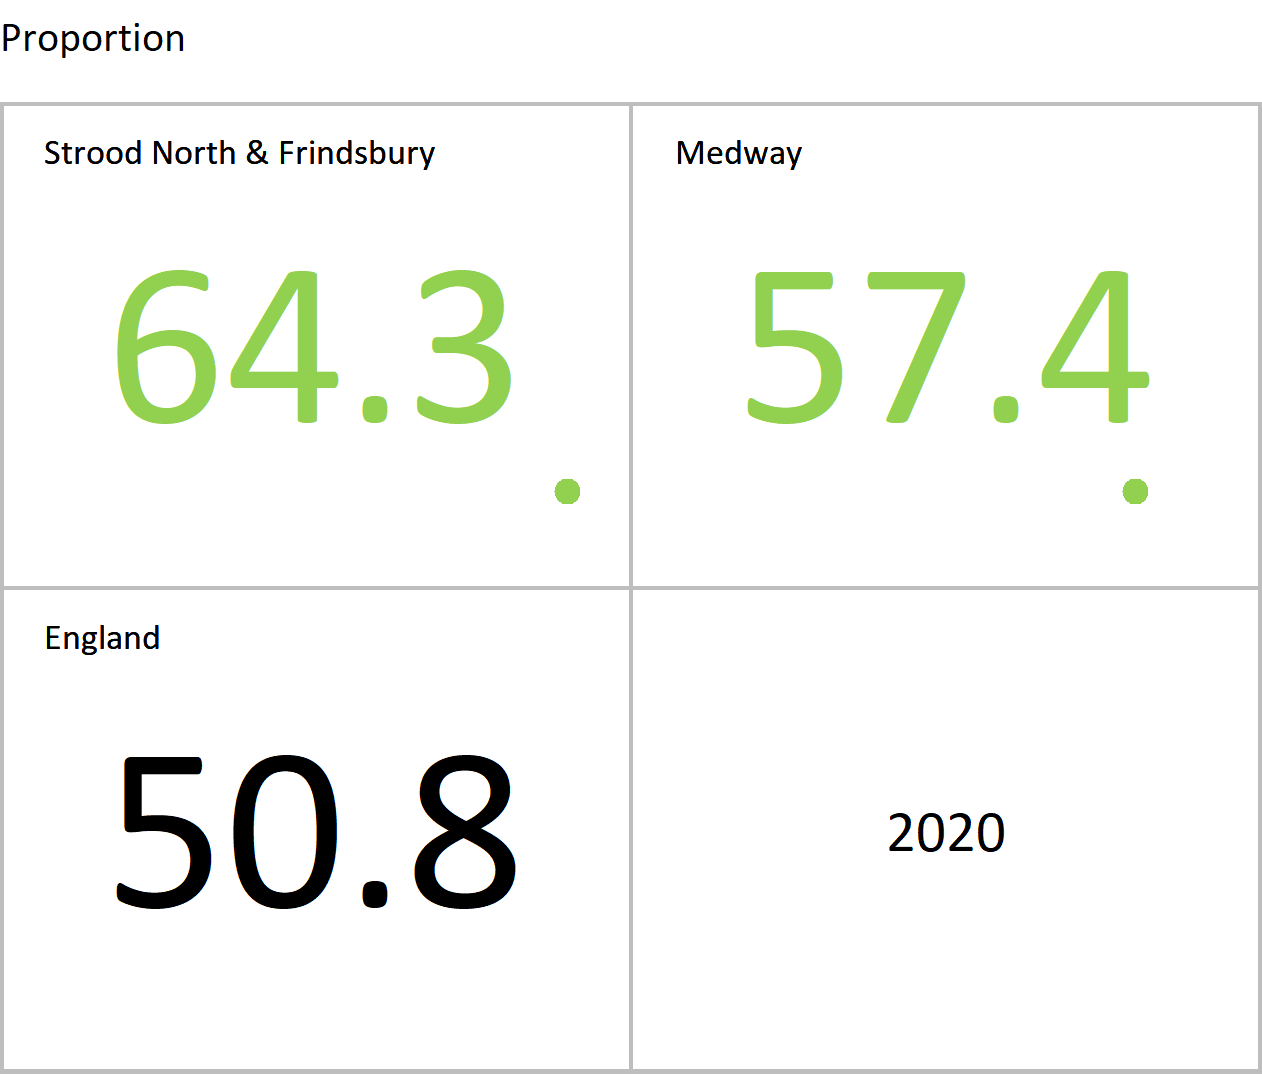 Proportion
Strood North & Frindsbury
64.3
Medway
57.4
England
50.8
2020